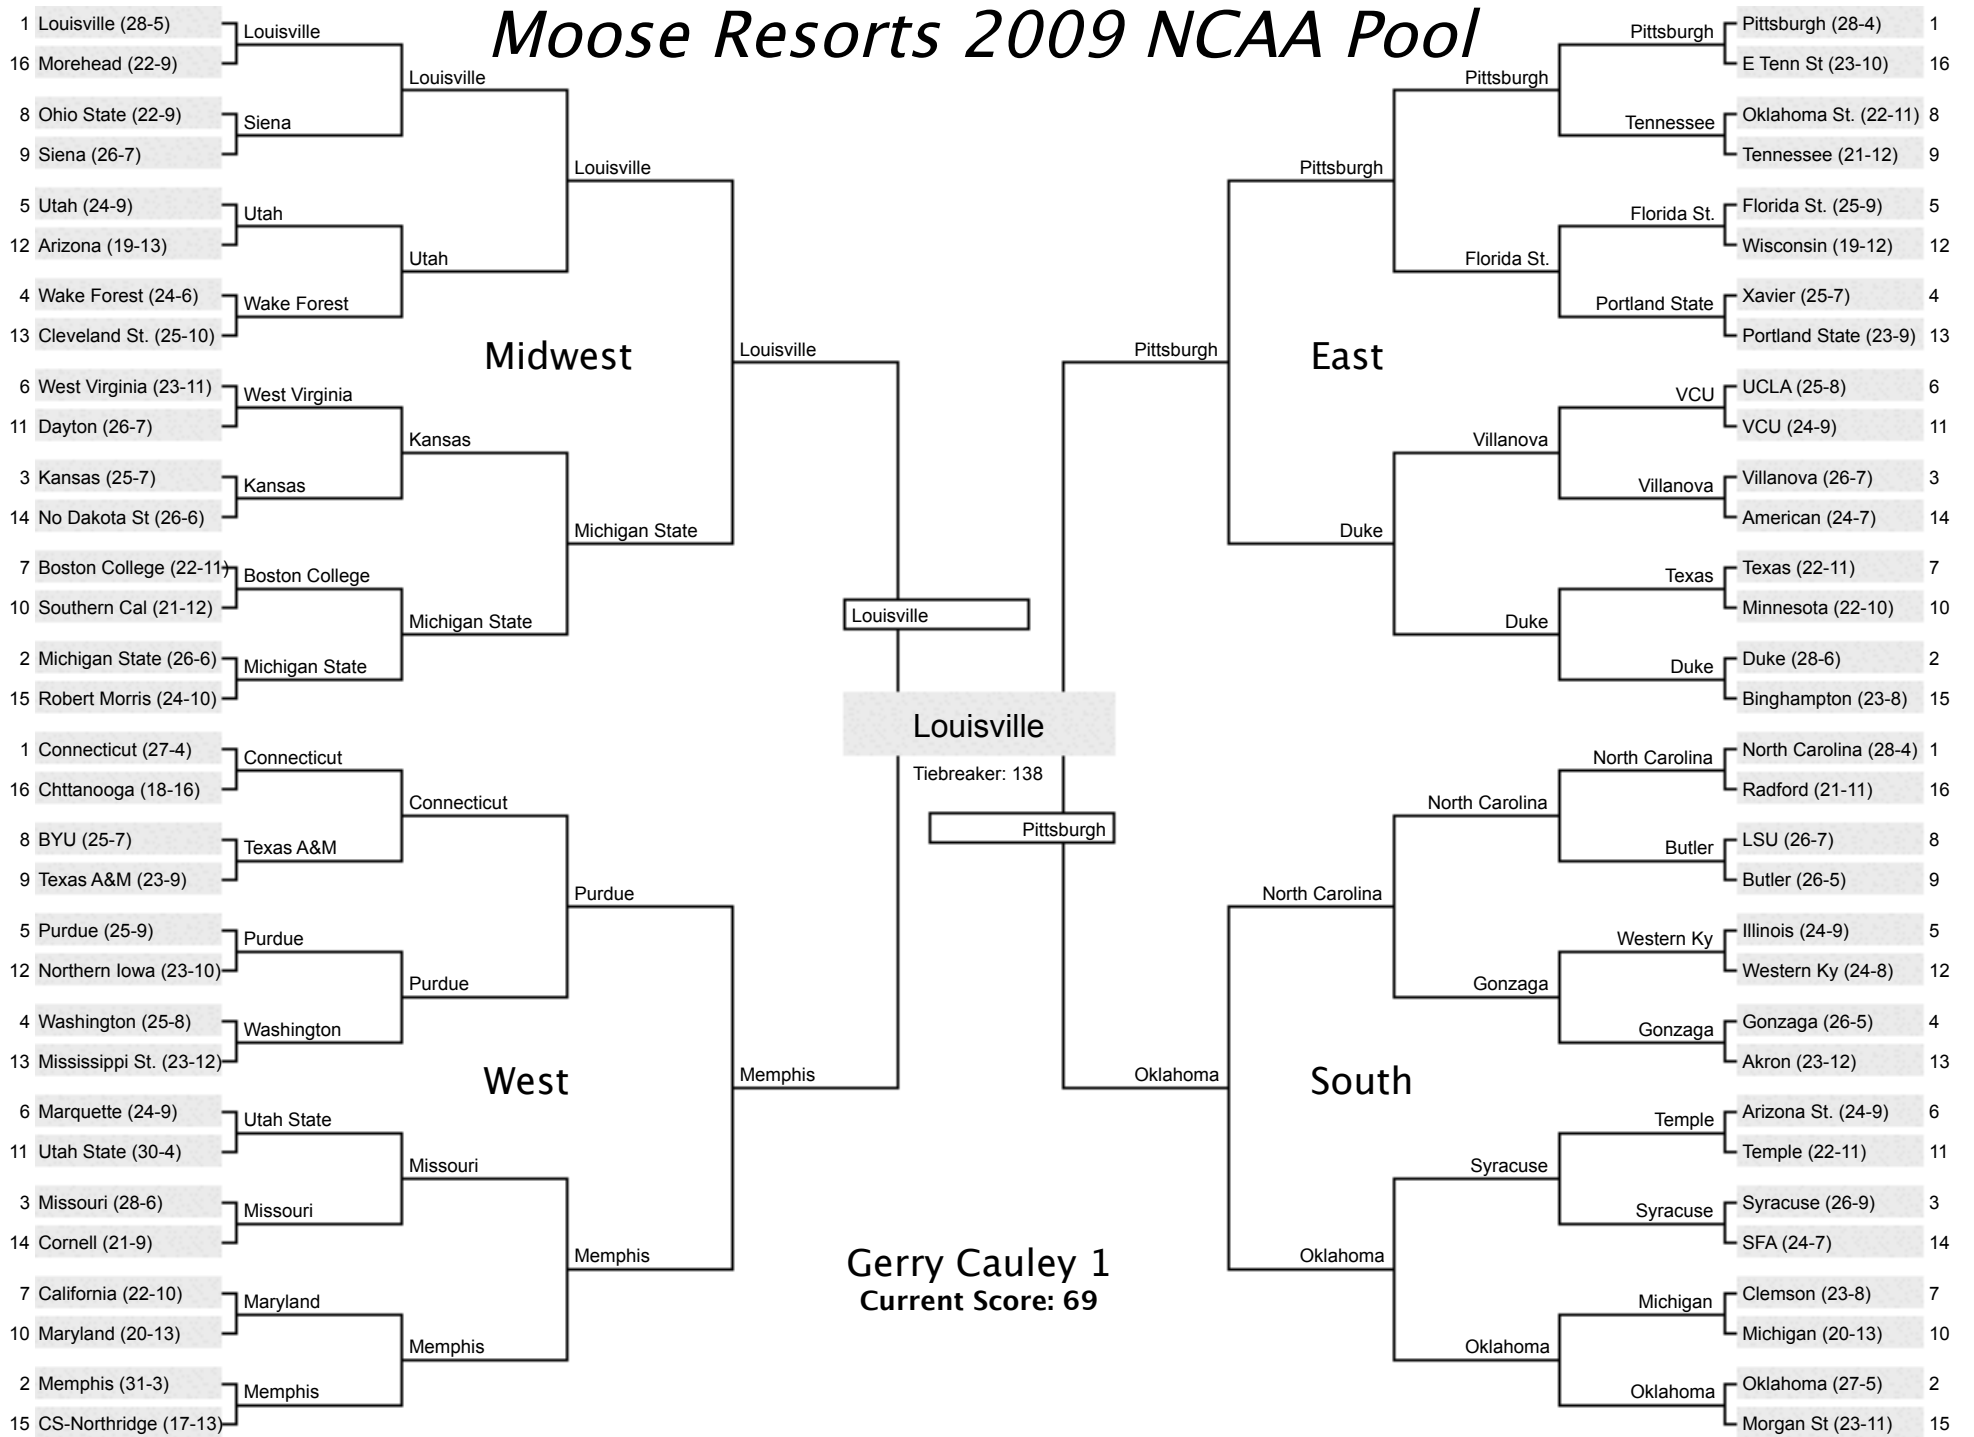 Moose Resorts 2009 NCAA Pool
1 Louisville (28-5)
Louisville
16 Morehead (22-9)
Louisville
8 Ohio State (22-9)
Siena
9 Siena (26-7)
Louisville
5 Utah (24-9)
Utah
12 Arizona (19-13)
Utah
4 Wake Forest (24-6)
Wake Forest
13 Cleveland St. (25-10)
Midwest
Louisville
6 West Virginia (23-11)
West Virginia
11 Dayton (26-7)
Kansas
3 Kansas (25-7)
Kansas
14 No Dakota St (26-6)
Michigan State
7 Boston College (22-11)
Boston College
10 Southern Cal (21-12)
Michigan State
2 Michigan State (26-6)
Michigan State
15 Robert Morris (24-10)
1 Connecticut (27-4)
Connecticut
16 Chttanooga (18-16)
Connecticut
8 BYU (25-7)
Texas A&M
9 Texas A&M (23-9)
Purdue
5 Purdue (25-9)
Purdue
12 Northern Iowa (23-10)
Purdue
4 Washington (25-8)
Washington
13 Mississippi St. (23-12)
West
Memphis
6 Marquette (24-9)
Utah State
11 Utah State (30-4)
Missouri
3 Missouri (28-6)
Missouri
14 Cornell (21-9)
Memphis
7 California (22-10)
Maryland
10 Maryland (20-13)
Memphis
2 Memphis (31-3)
Memphis
15 CS-Northridge (17-13)
Louisville
Louisville
Tiebreaker: 138
Pittsburgh
Gerry Cauley 1
Current Score: 69
Pittsburgh (28-4) 1
Pittsburgh
E Tenn St (23-10) 16
Pittsburgh
Oklahoma St. (22-11) 8
Tennessee
Tennessee (21-12) 9
Pittsburgh
Florida St. (25-9) 5
Florida St.
Wisconsin (19-12) 12
Florida St.
Xavier (25-7) 4
Portland State
Portland State (23-9) 13
Pittsburgh
East
UCLA (25-8) 6
VCU
VCU (24-9) 11
Villanova
Villanova (26-7) 3
Villanova
American (24-7) 14
Duke
Texas (22-11) 7
Texas
Minnesota (22-10) 10
Duke
Duke (28-6) 2
Duke
Binghampton (23-8) 15
North Carolina (28-4) 1
North Carolina
Radford (21-11) 16
North Carolina
LSU (26-7) 8
Butler
Butler (26-5) 9
North Carolina
Illinois (24-9) 5
Western Ky
Western Ky (24-8) 12
Gonzaga
Gonzaga (26-5) 4
Gonzaga
Akron (23-12) 13
Oklahoma
South
Arizona St. (24-9) 6
Temple
Temple (22-11) 11
Syracuse
Syracuse (26-9) 3
Syracuse
SFA (24-7) 14
Oklahoma
Clemson (23-8) 7
Michigan
Michigan (20-13) 10
Oklahoma
Oklahoma (27-5) 2
Oklahoma
Morgan St (23-11) 15